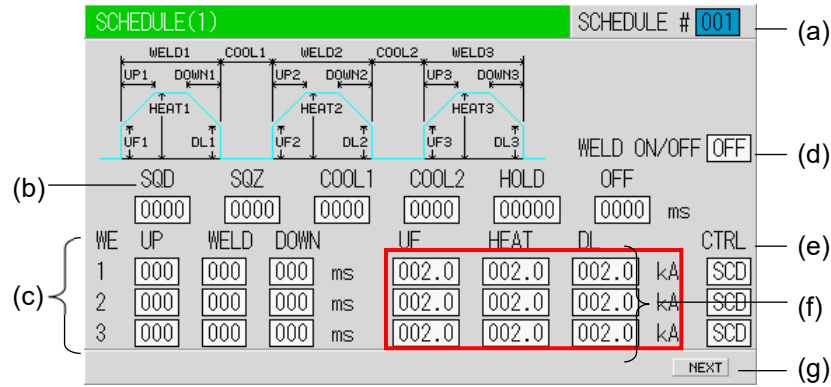 SCHEDULE(1) SCHEDULE # 001 (a)
WELD1 COOL1 WELD2 COOL2 WELD3
UP1 DOWN1 UP2 DOWN2 UP3 DOWN3
HEAT1 HEAT2 HEAT3
UF1 DL1 UF2 DL2 UF3 DL3
WELD ON/OFF OFF (d)
(b) SQD SQZ COOL1 COOL2 HOLD OFF
0000 0000 0000 0000 00000 0000 ms
WE UP WELD DOWN UF HEAT DL CTRL (e)
1 000 000 000 ms 002.0 002.0 002.0 kA SCD
(c) 2 000 000 000 ms 002.0 002.0 002.0 kA SCD (f)
3 000 000 000 ms 002.0 002.0 002.0 kA SCD
NEXT (g)